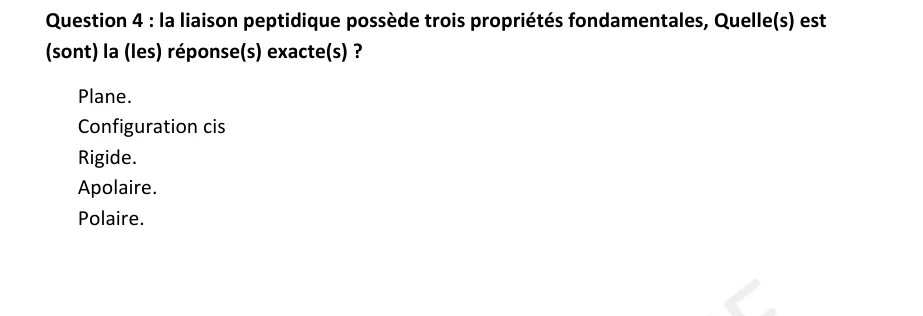 Question 4 : la liaison peptidique possède trois propriétés fondamentales, Quelle(s) est
(sont) la (les) réponse(s) exacte(s) ?
Plane.
Configuration cis
Rigide.
Apolaire.
Polaire.